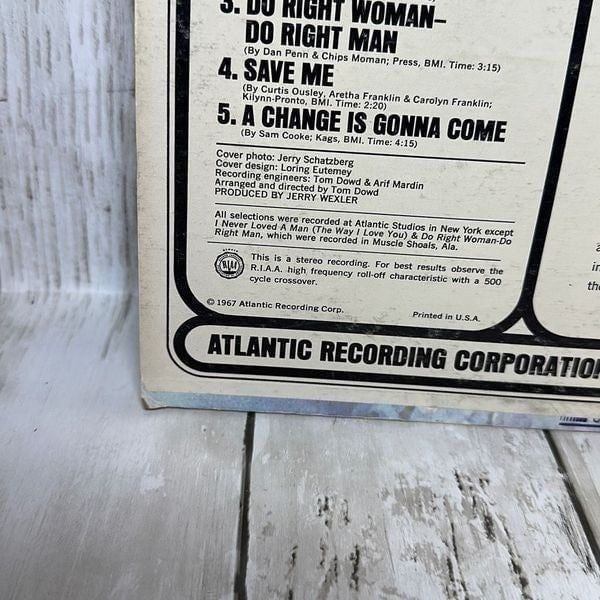 3. DO RIGHT WOMAN–
DO RIGHT MAN
(By Dan Penn & Chips Moman; Press, BMI. Time: 3:15)
4. SAVE ME
(By Curtis Ousley, Aretha Franklin & Carolyn Franklin;
Kilynn-Pronto, BMI. Time: 2:20)
5. A CHANGE IS GONNA COME
(By Sam Cooke; Kags, BMI. Time: 4:15)
Cover photo: Jerry Schatzberg
Cover design: Loring Eutemey
Recording engineers: Tom Dowd & Arif Mardin
Arranged and directed by Tom Dowd
PRODUCED BY JERRY WEXLER
All selections were recorded at Atlantic Studios in New York except
I Never Loved A Man (The Way I Love You) & Do Right Woman-Do
Right Man, which were recorded in Muscle Shoals, Ala.
This is a stereo recording. For best results observe the
R.I.A.A. high frequency roll-off characteristic with a 500
cycle crossover.
© 1967 Atlantic Recording Corp.
Printed in U.S.A.
ATLANTIC RECORDING CORPORATIO